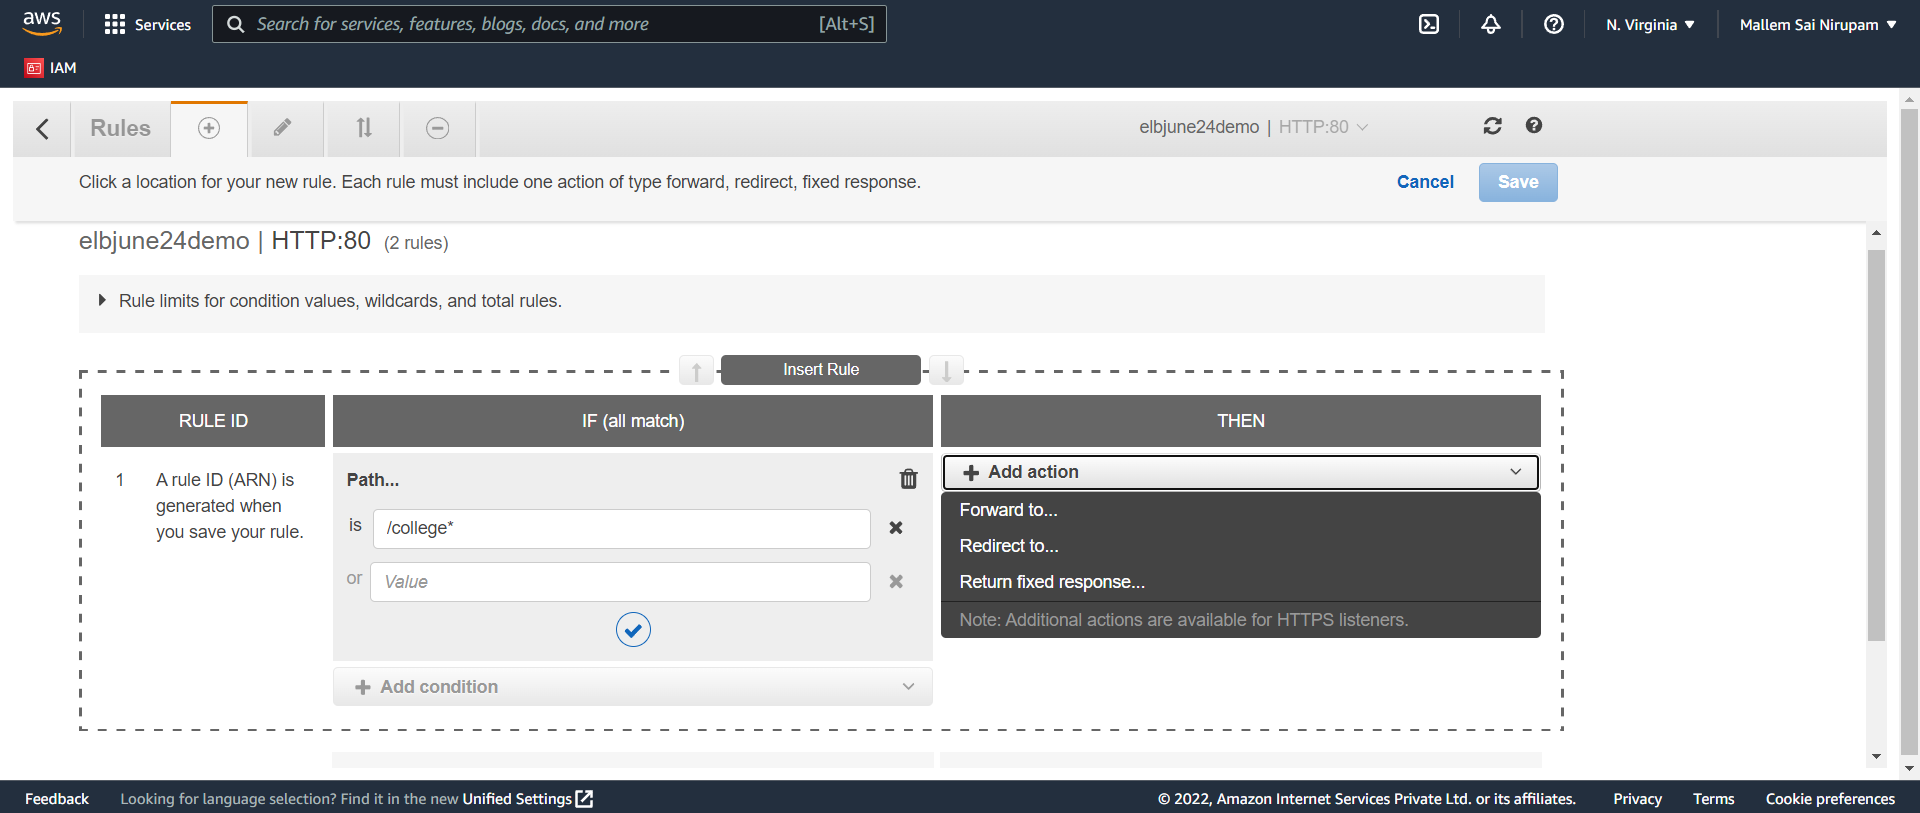 aws Services Search for services, features, blogs, docs, and more [Alt+S] N. Virginia Mallem Sai Nirupam
IAM
Rules elbjune24demo | HTTP:80
Click a location for your new rule. Each rule must include one action of type forward, redirect, fixed response. Cancel Save
elbjune24demo | HTTP:80 (2 rules)
Rule limits for condition values, wildcards, and total rules.
Insert Rule
RULE ID IF (all match) THEN
1 A rule ID (ARN) is generated when you save your rule.
Path...
is /college*
or Value
Add condition
Add action
Forward to...
Redirect to...
Return fixed response...
Note: Additional actions are available for HTTPS listeners.
Feedback Looking for language selection? Find it in the new Unified Settings © 2022, Amazon Internet Services Private Ltd. or its affiliates. Privacy Terms Cookie preferences